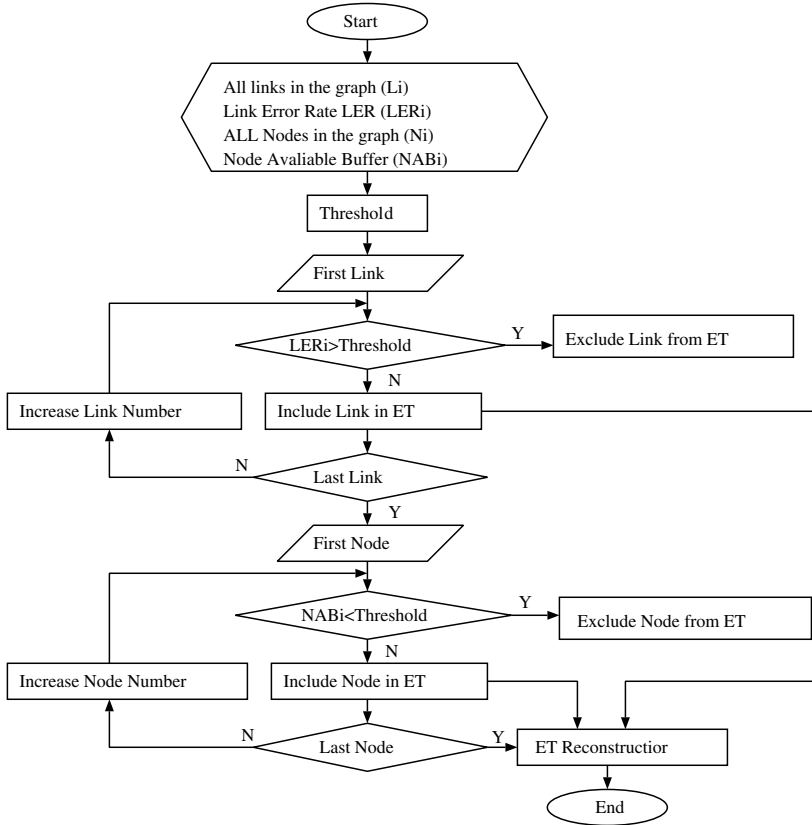 Start
All links in the graph (Li)
Link Error Rate LER (LERi)
ALL Nodes in the graph (Ni)
Node Avaliable Buffer (NABi)
Threshold
First Link
LERi>Threshold
Y
Exclude Link from ET
N
Increase Link Number
Include Link in ET
N
Last Link
Y
First Node
NABi<Threshold
Y
Exclude Node from ET
N
Increase Node Number
Include Node in ET
N
Last Node
Y
ET Reconstructior
End